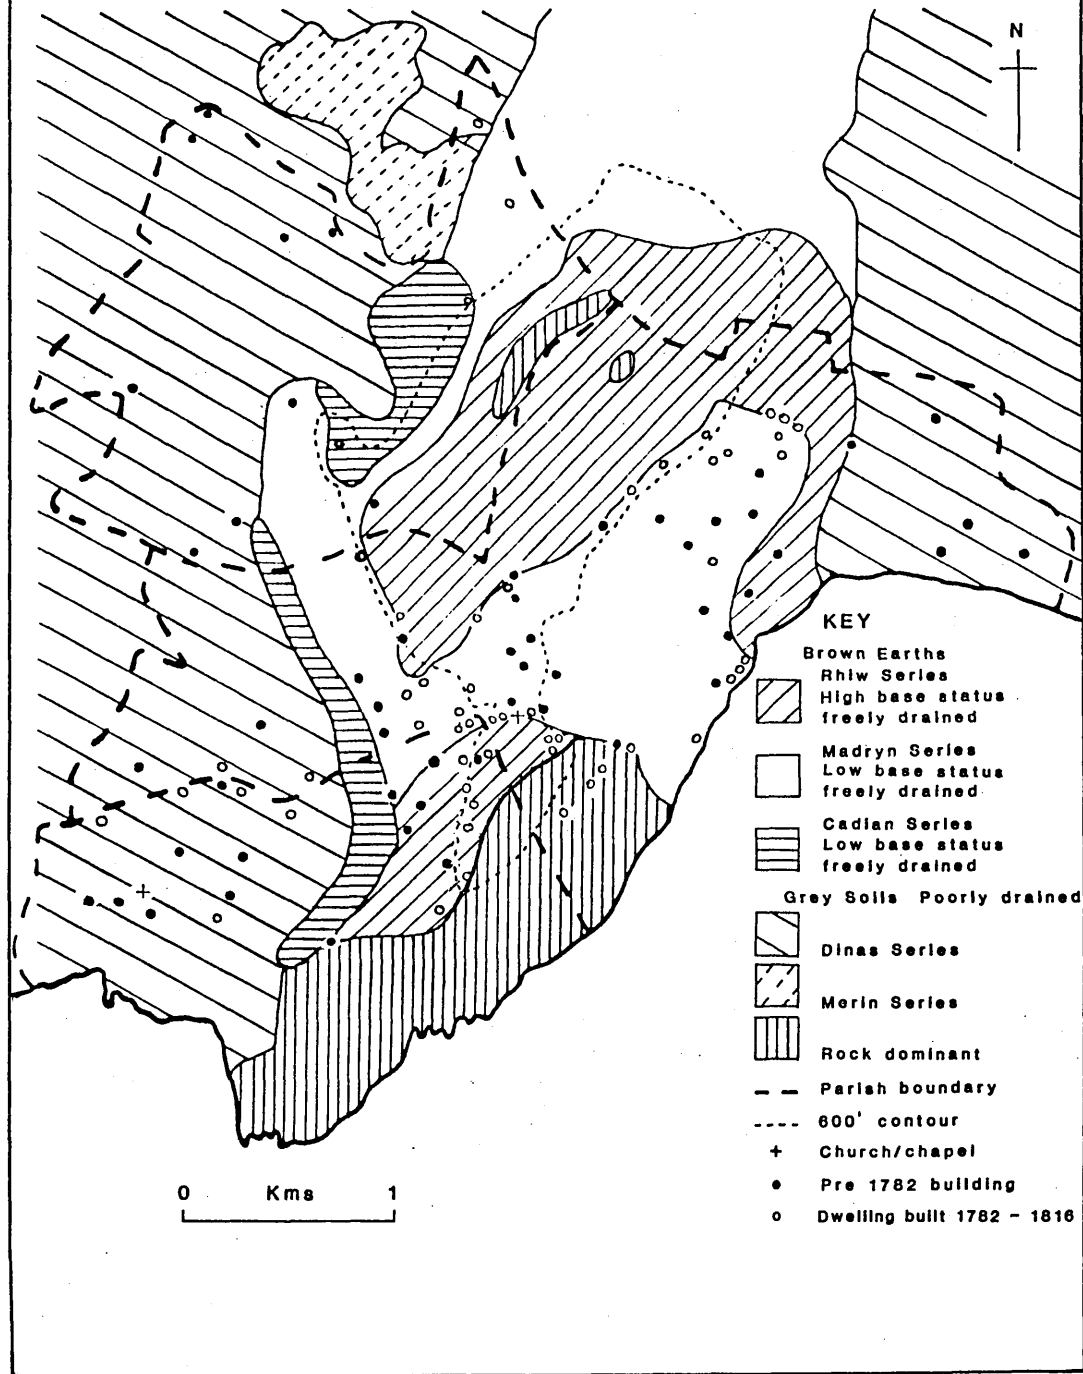 N
KEY
Brown Earths
Rhiw Series
High base status
freely drained
Madryn Series
Low base status
freely drained
Cadlan Series
Low base status
freely drained
Grey Soils Poorly drained
Dinas Series
Merin Series
Rock dominant
Parish boundary
600' contour
Church/chapel
Pre 1782 building
Dwelling built 1782 - 1816
0 Kms 1